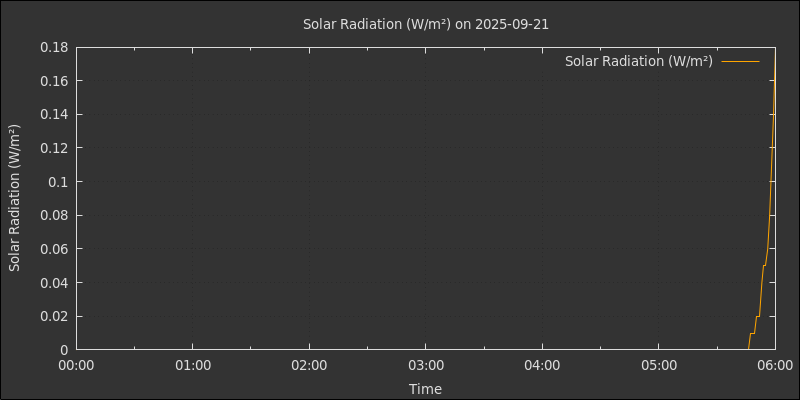 Solar Radiation (W/m²) on 2025-09-21
Solar Radiation (W/m²)
0.18
0.16
0.14
0.12
0.1
0.08
0.06
0.04
0.02
0
Solar Radiation (W/m²)
00:00 01:00 02:00 03:00 04:00 05:00 06:00
Time